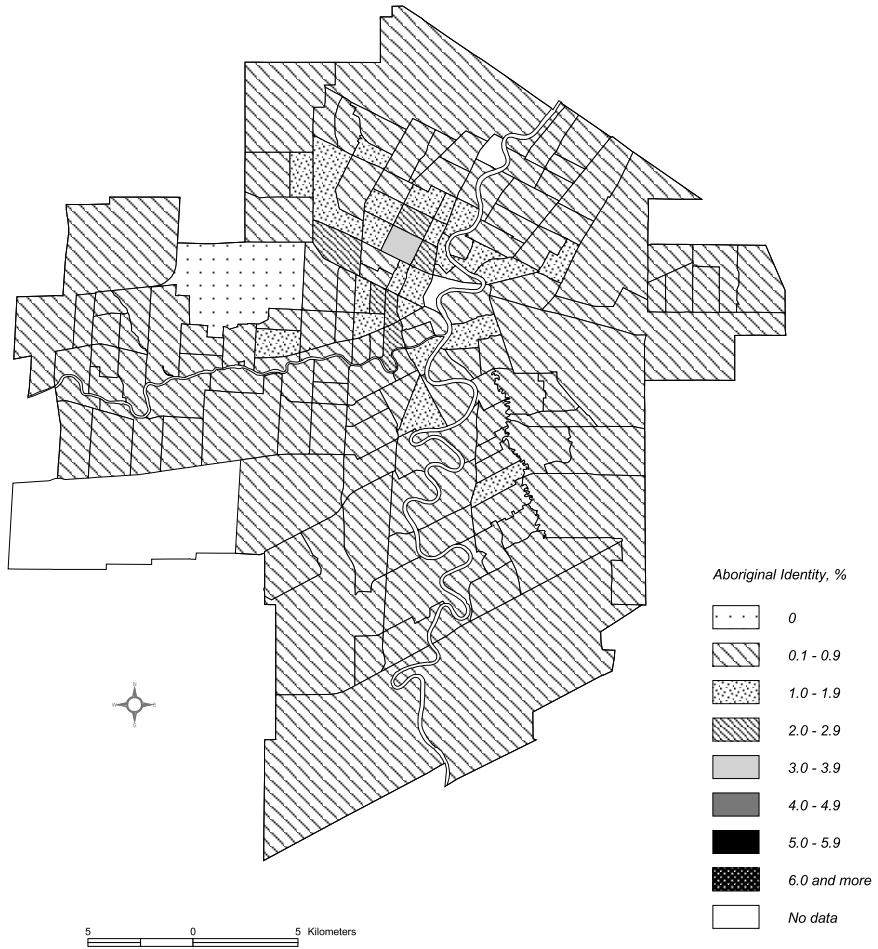 Aboriginal Identity, %
0
0.1 - 0.9
1.0 - 1.9
2.0 - 2.9
3.0 - 3.9
4.0 - 4.9
5.0 - 5.9
6.0 and more
No data
N
W E
S
5 0 5 Kilometers